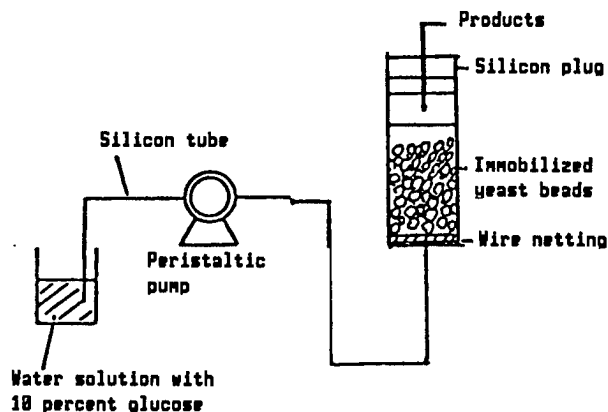 Products
Silicon plug
Silicon tube
Immobilized
yeast beads
Wire netting
Peristaltic
pump
Water solution with
10 percent glucose